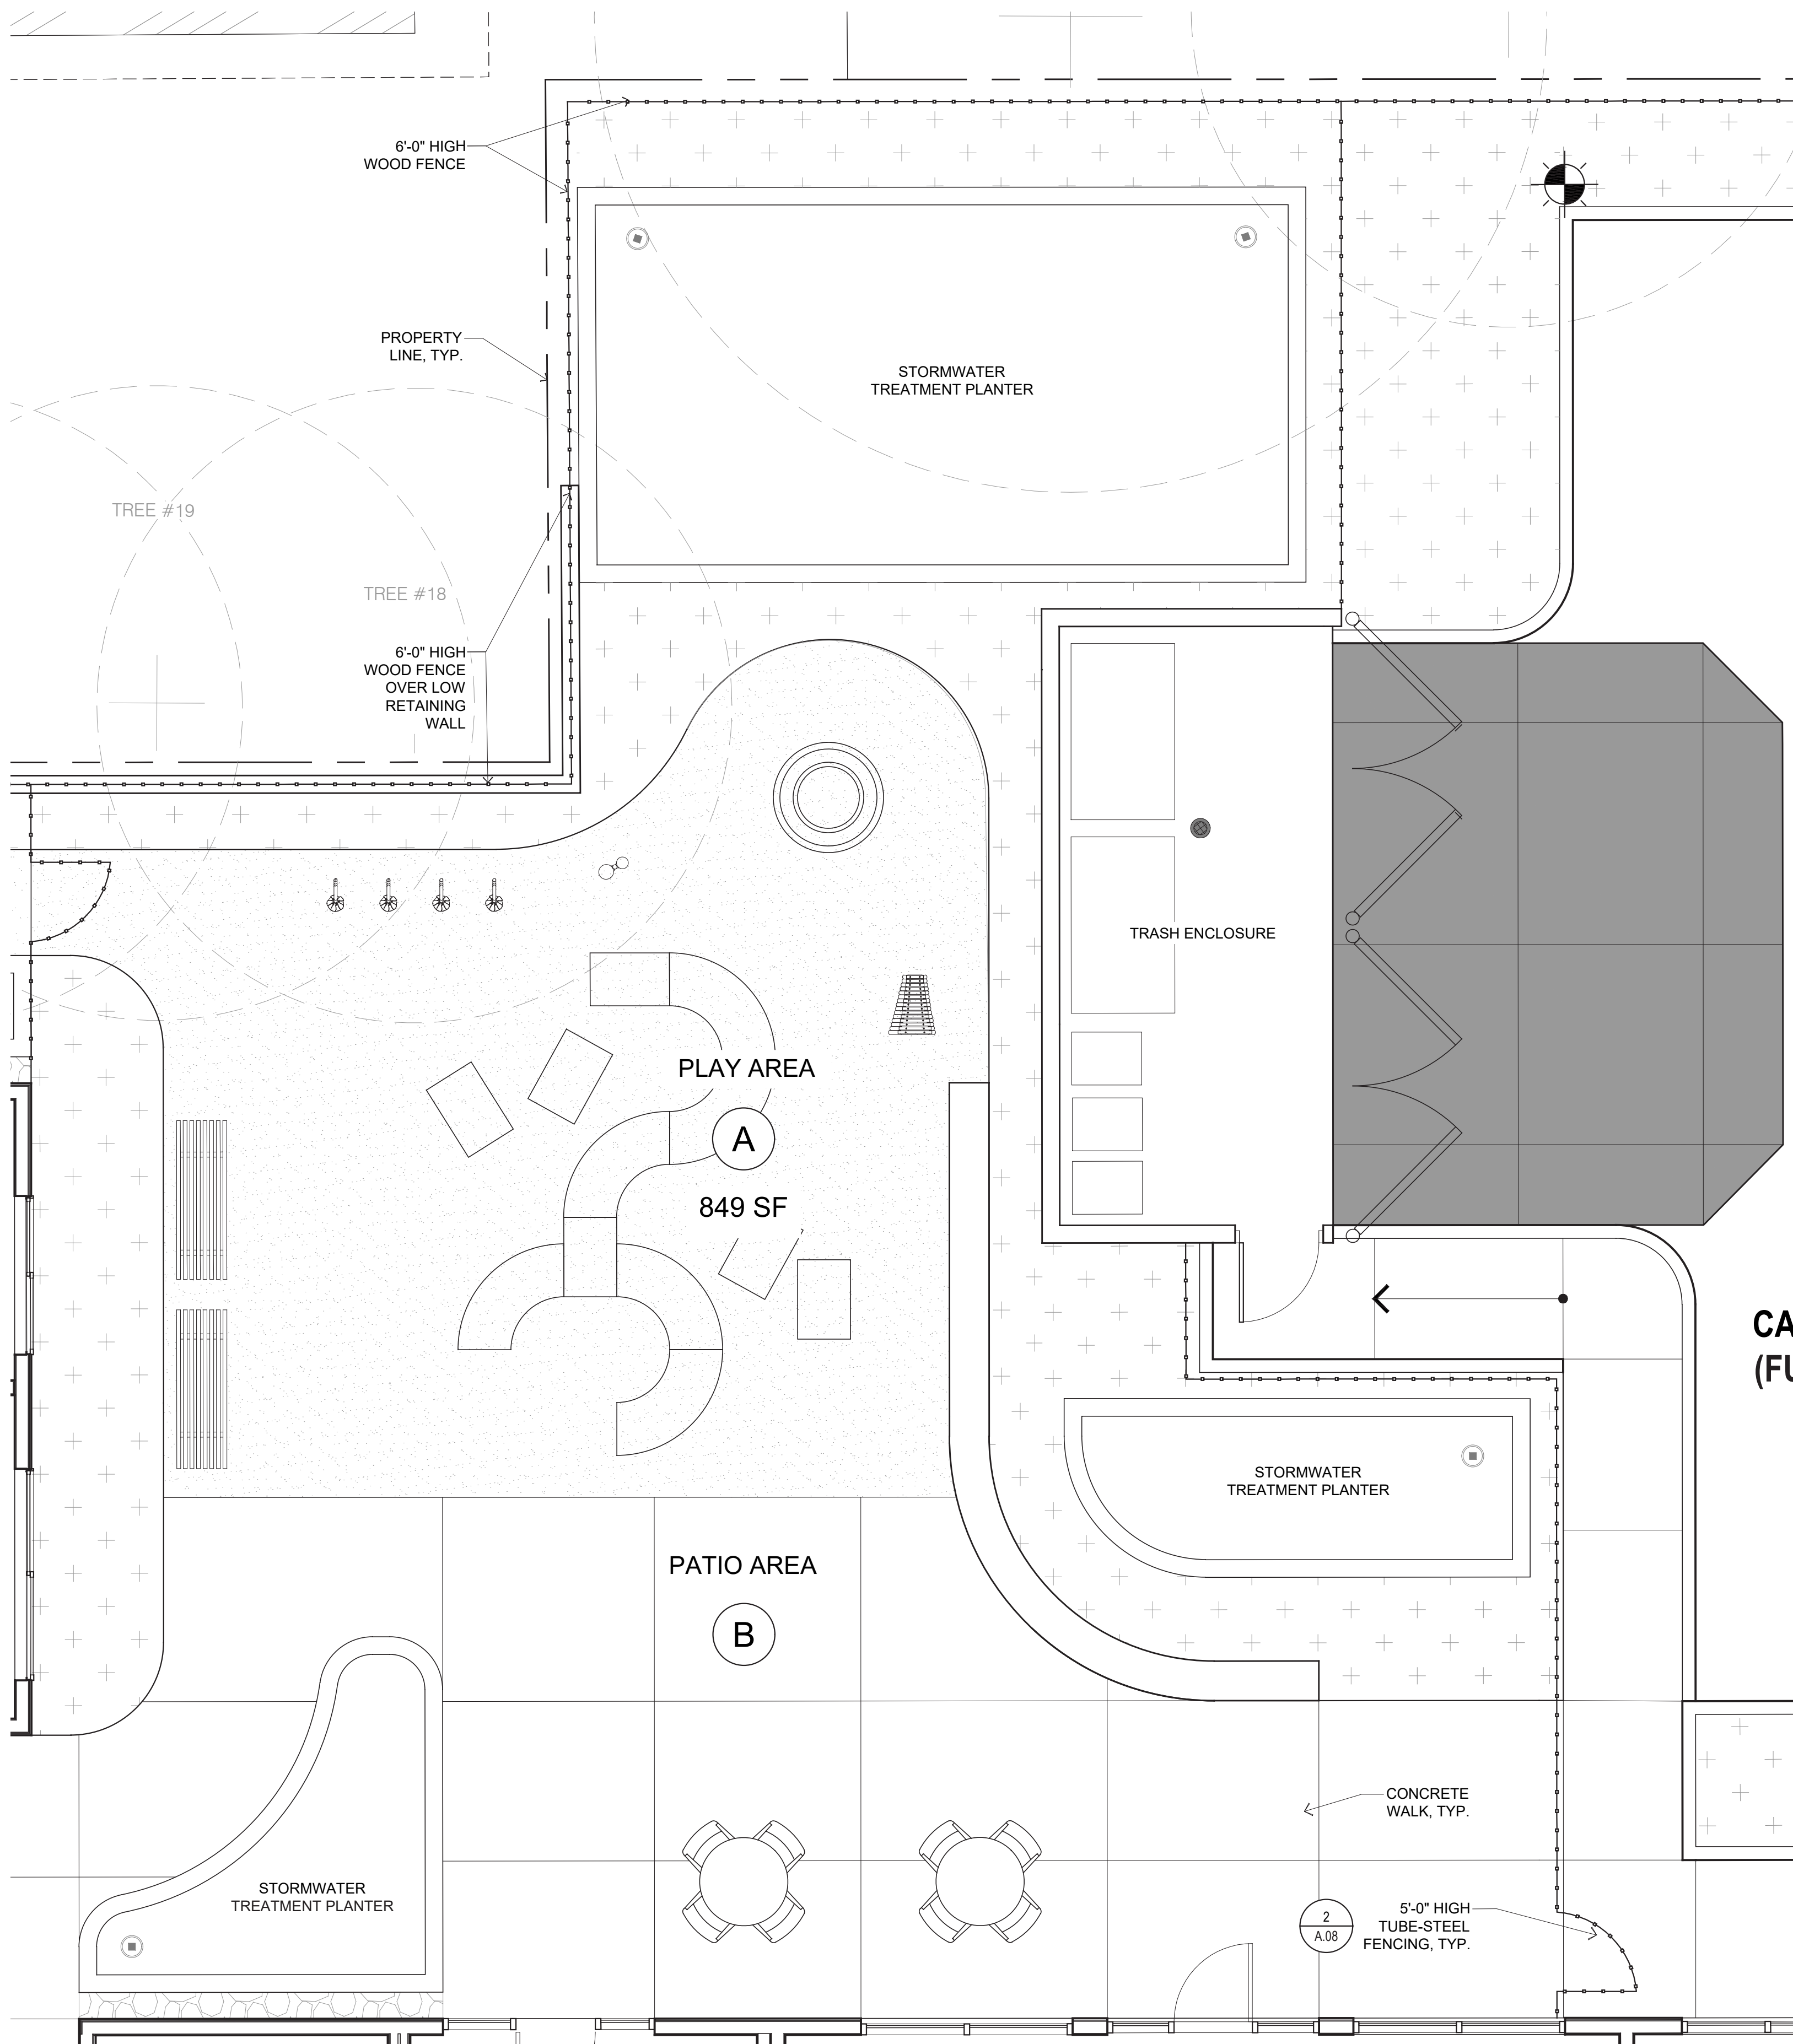 6'-0" HIGH
WOOD FENCE
PROPERTY
LINE, TYP.
STORMWATER
TREATMENT PLANTER
TREE #19
TREE #18
6'-0" HIGH
WOOD FENCE
OVER LOW
RETAINING
WALL
TRASH ENCLOSURE
PLAY AREA
A
849 SF
CA
(FU
STORMWATER
TREATMENT PLANTER
PATIO AREA
B
CONCRETE
WALK, TYP.
STORMWATER
TREATMENT PLANTER
2
A.08
5'-0" HIGH
TUBE-STEEL
FENCING, TYP.